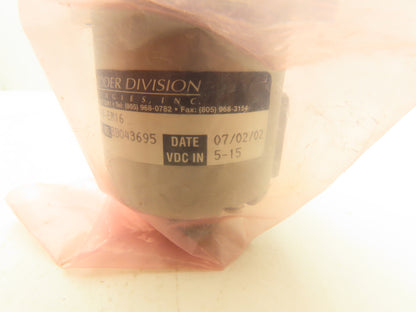 DER DIVISION
GIES, INC.
Tel: (805) 968-0782 • Fax: (805) 968-3154
-EM16
043695 DATE 07/02/02
VDC IN 5-15